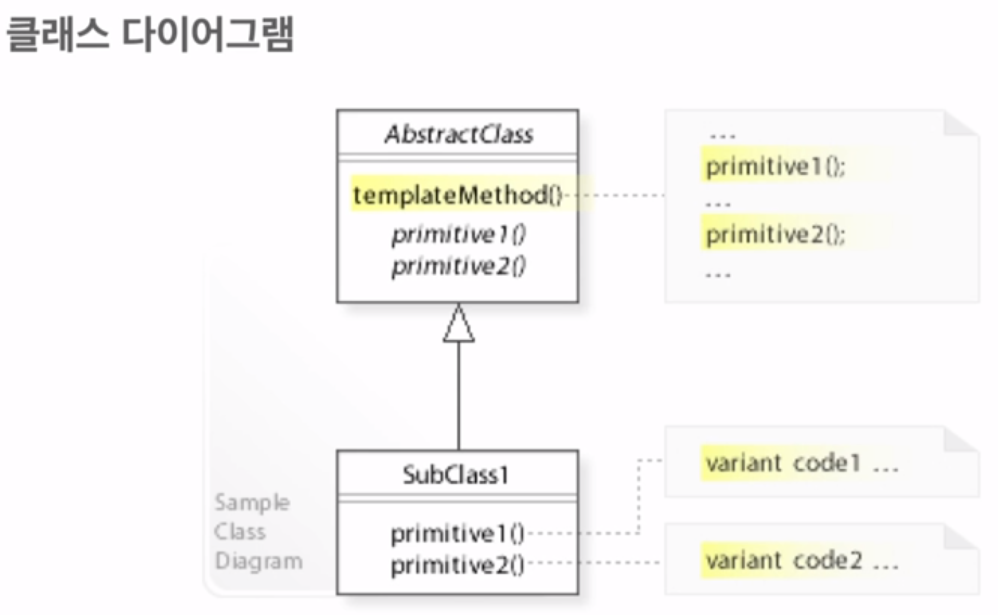 클래스 다이어그램
AbstractClass
templateMethod()
primitive1()
primitive2()
...
primitive1();
...
primitive2();
...
SubClass1
primitive1()
primitive2()
variant code1 ...
variant code2 ...
Sample
Class
Diagram